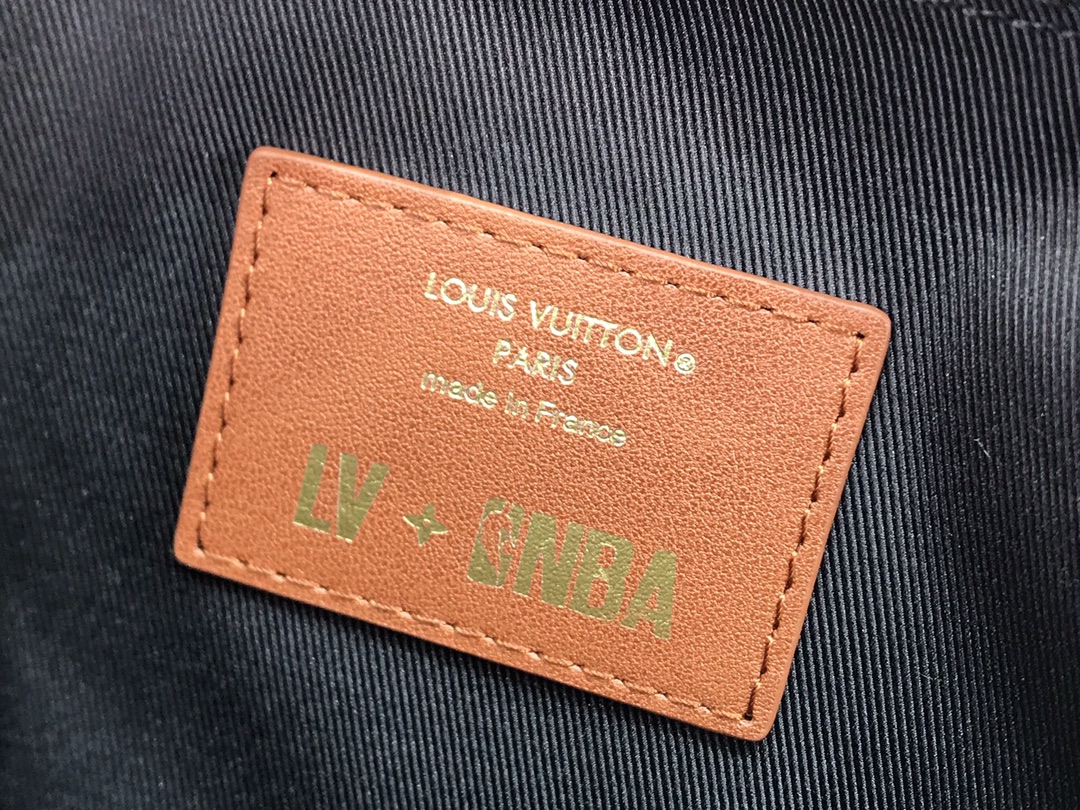 LOUIS VUITTON®
PARIS
made in France
LV NBA